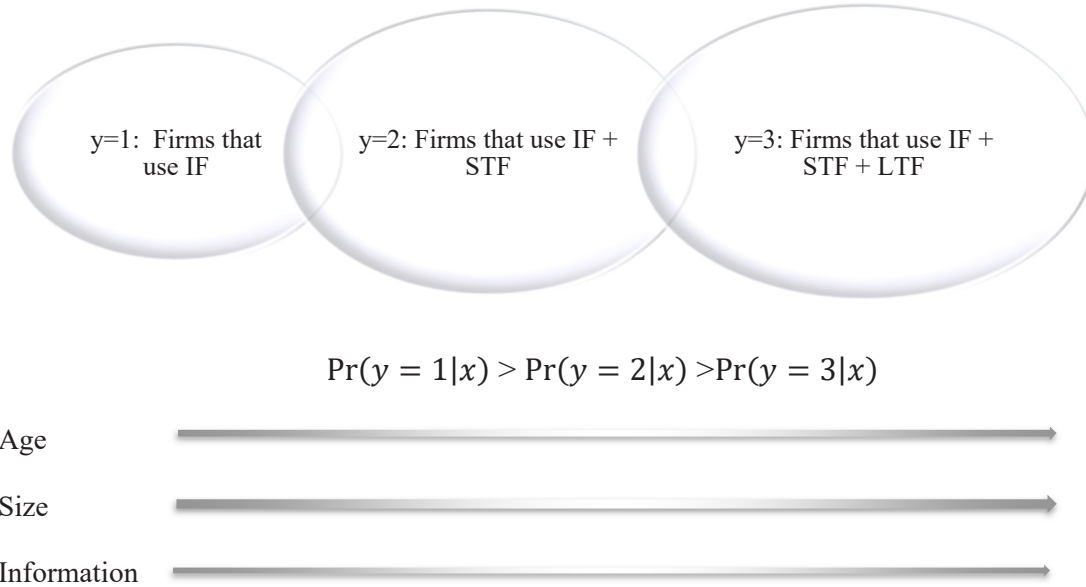 y=1:  Firms that
use IF
y=2: Firms that use IF +
STF
y=3: Firms that use IF +
STF + LTF
Pr(𝑦 = 1|𝑥) > Pr(𝑦 = 2|𝑥) >Pr(𝑦 = 3|𝑥)
Age
Size
Information